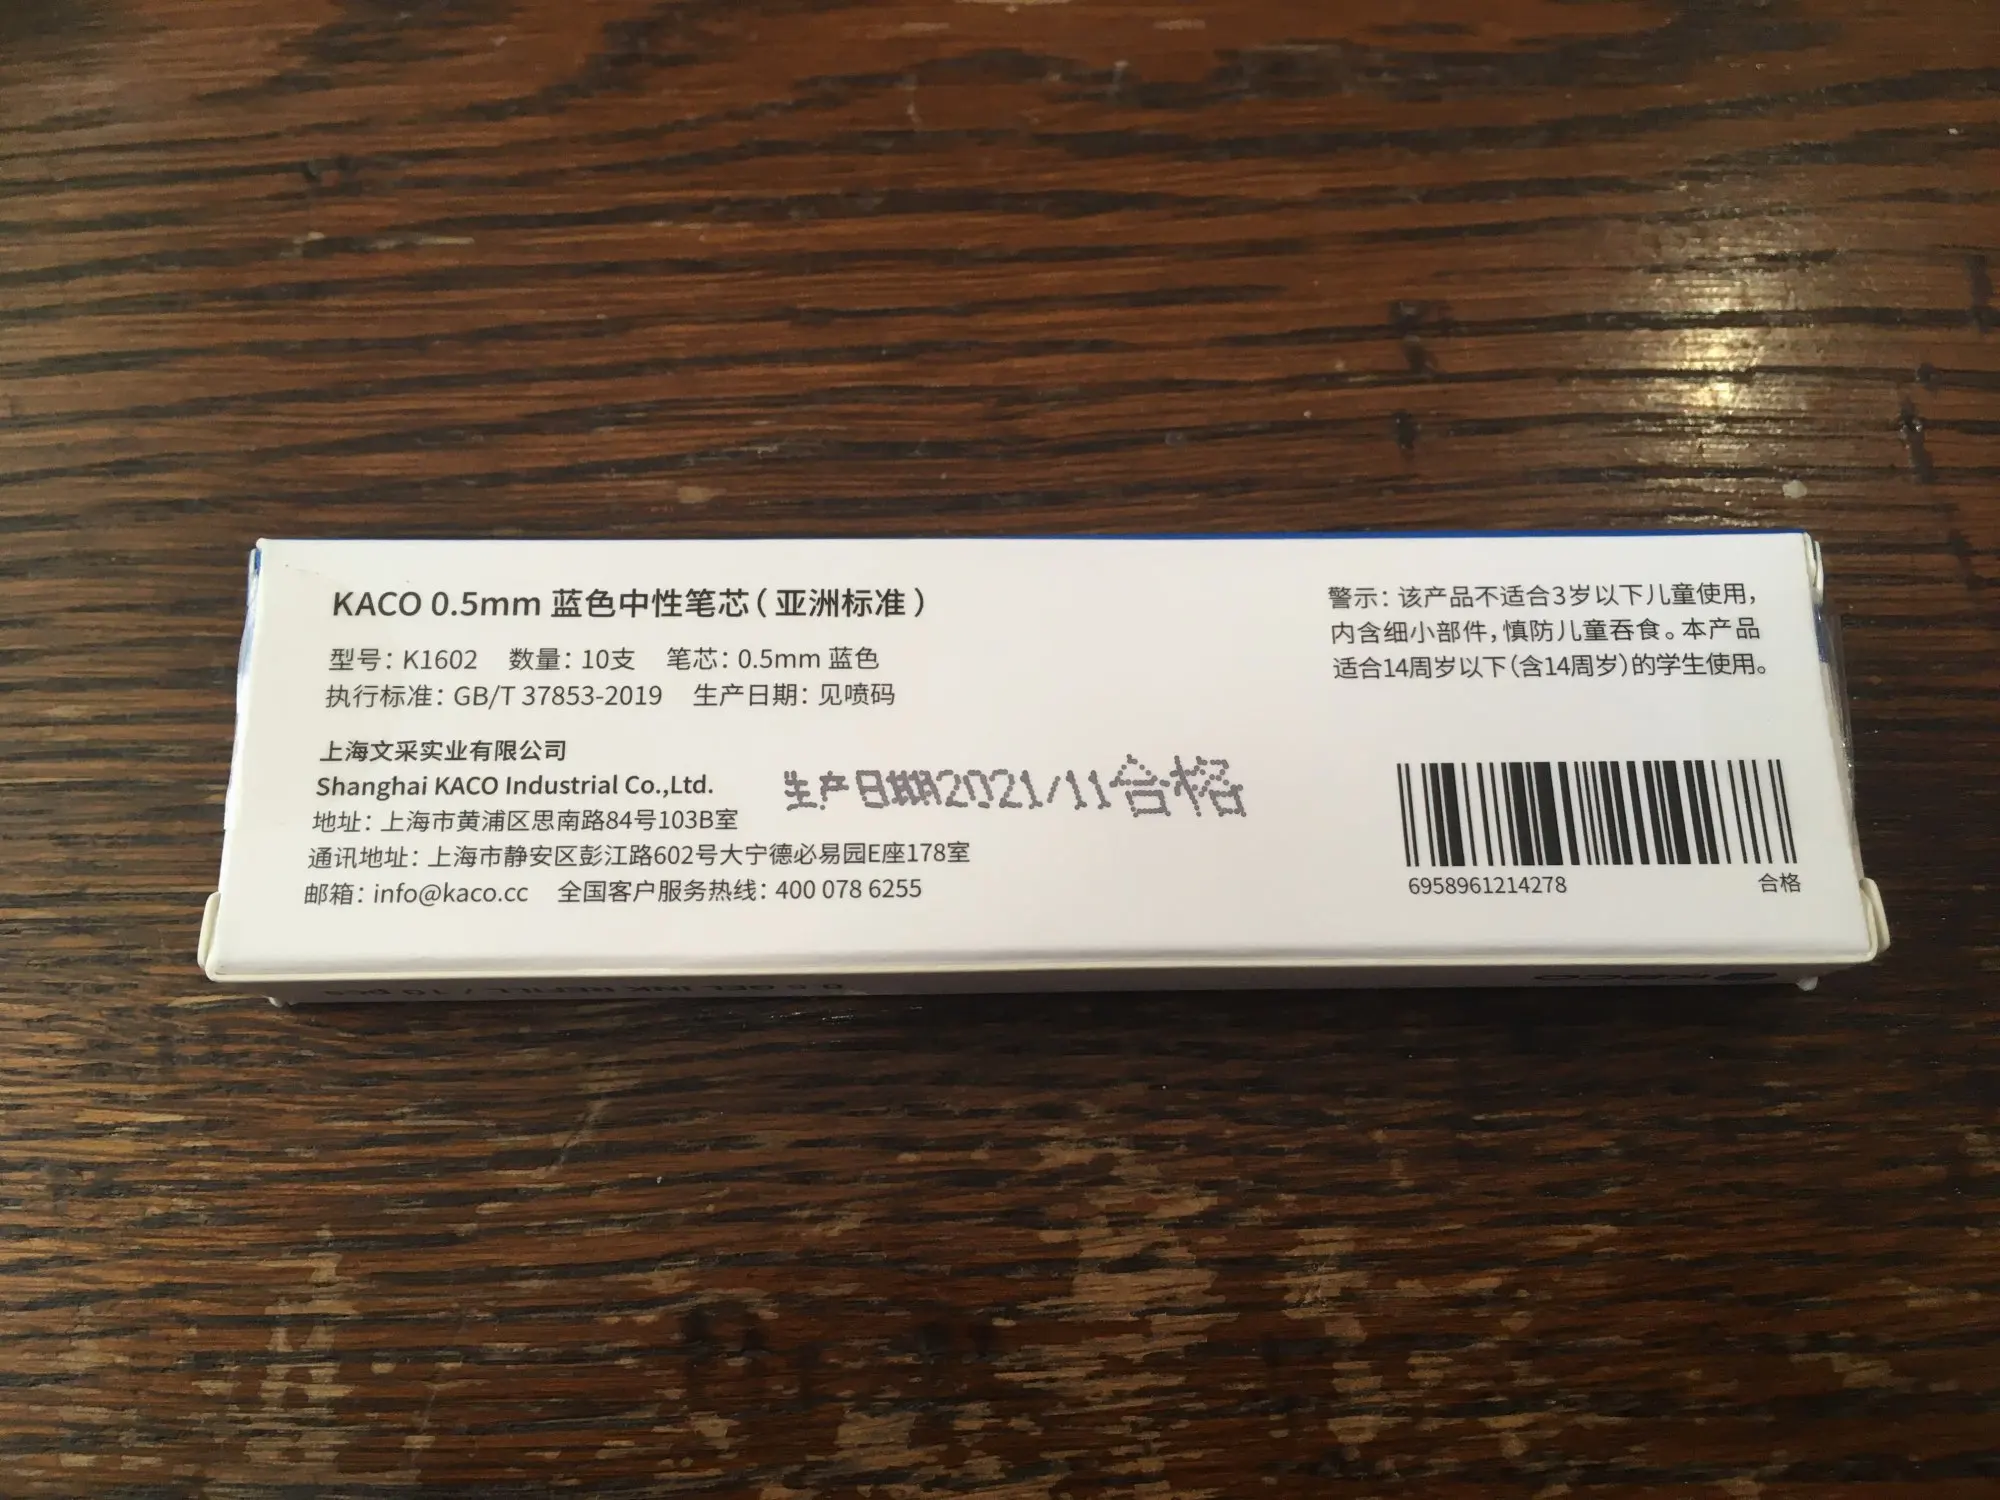 KACO 0.5mm 蓝色中性笔芯（亚洲标准）
型号：K1602 数量：10支 笔芯：0.5mm 蓝色
执行标准：GB/T 37853-2019 生产日期：见喷码
上海文采实业有限公司
Shanghai KACO Industrial Co.,Ltd.
地址：上海市黄浦区思南路84号103B室
通讯地址：上海市静安区彭江路602号大宁德必易园E座178室
邮箱：info@kaco.cc 全国客户服务热线：400 078 6255
生产日期2021/11合格
警示：该产品不适合3岁以下儿童使用，
内含细小部件，慎防儿童吞食。本产品
适合14周岁以下（含14周岁）的学生使用。
6958961214278 合格
0.5 GEL INK REFILL / 10 pcs
KACO